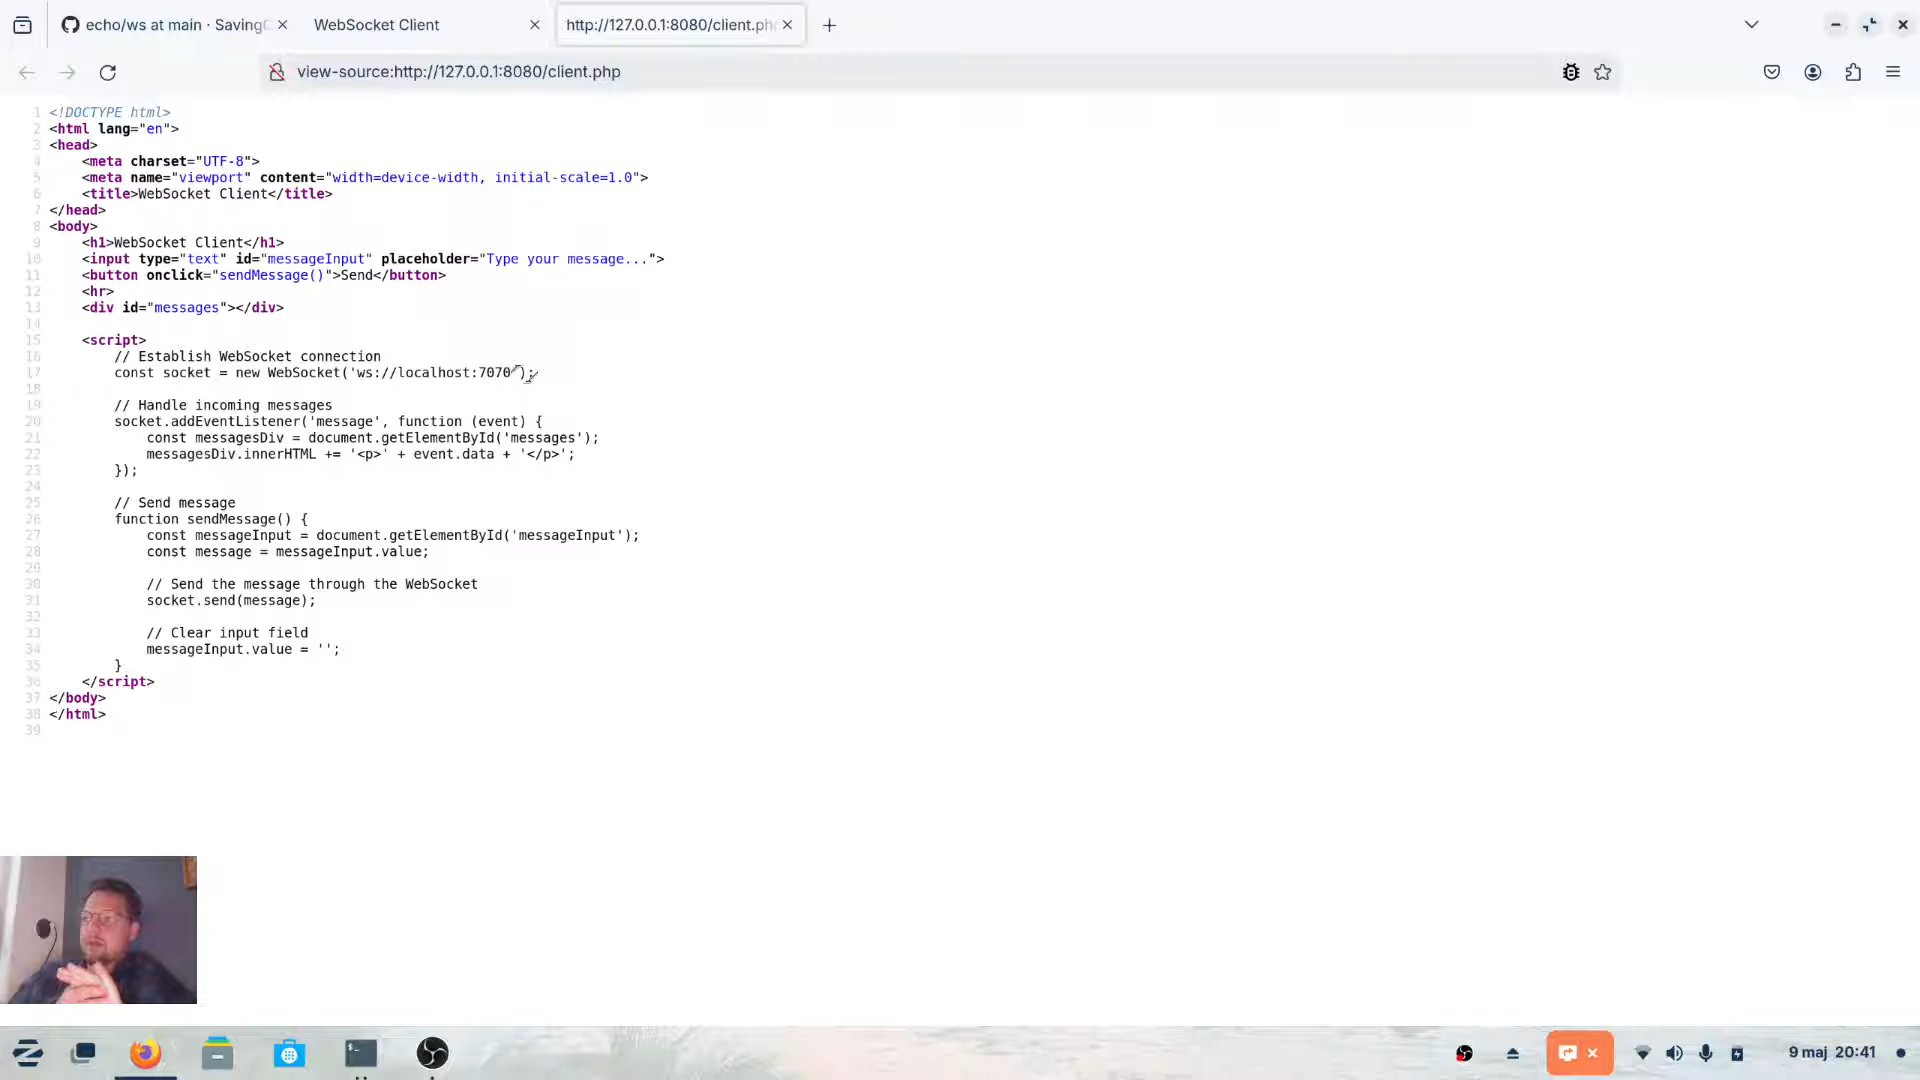 echo/ws at main · Saving
WebSocket Client
http://127.0.0.1:8080/client.ph
view-source:http://127.0.0.1:8080/client.php
1 <!DOCTYPE html>
2 <html lang="en">
3 <head>
4 <meta charset="UTF-8">
5 <meta name="viewport" content="width=device-width, initial-scale=1.0">
6 <title>WebSocket Client</title>
7 </head>
8 <body>
9 <h1>WebSocket Client</h1>
10 <input type="text" id="messageInput" placeholder="Type your message...">
11 <button onclick="sendMessage()">Send</button>
12 <hr>
13 <div id="messages"></div>
14
15 <script>
16 // Establish WebSocket connection
17 const socket = new WebSocket('ws://localhost:7070');
18
19 // Handle incoming messages
20 socket.addEventListener('message', function (event) {
21 const messagesDiv = document.getElementById('messages');
22 messagesDiv.innerHTML += '<p>' + event.data + '</p>';
23 });
24
25 // Send message
26 function sendMessage() {
27 const messageInput = document.getElementById('messageInput');
28 const message = messageInput.value;
29
30 // Send the message through the WebSocket
31 socket.send(message);
32
33 // Clear input field
34 messageInput.value = '';
35 }
36 </script>
37 </body>
38 </html>
39
9 maj 20:41